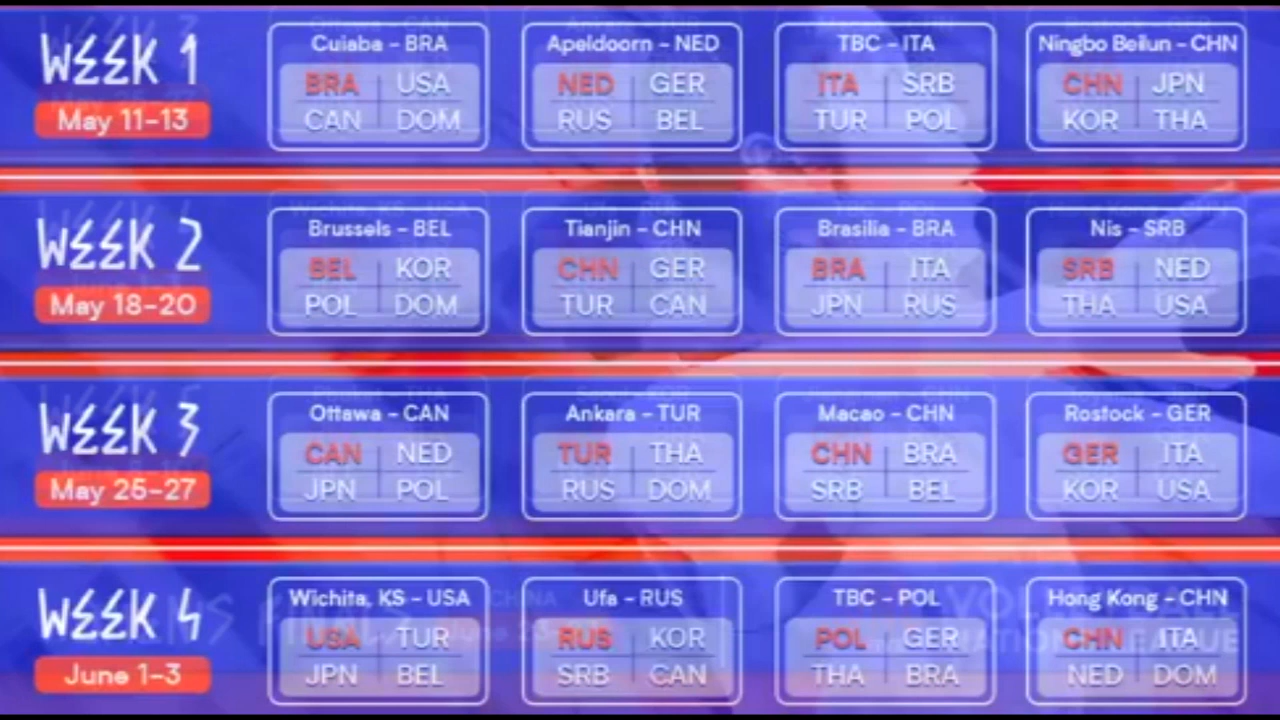 WEEK 1
May 11-13
Cuiaba - BRA
BRA USA
CAN DOM
Apeldoorn - NED
NED GER
RUS BEL
TBC - ITA
ITA SRB
TUR POL
Ningbo Beilun - CHN
CHN JPN
KOR THA
WEEK 2
May 18-20
Brussels - BEL
BEL KOR
POL DOM
Tianjin - CHN
CHN GER
TUR CAN
Brasilia - BRA
BRA ITA
JPN RUS
Nis - SRB
SRB NED
THA USA
WEEK 3
May 25-27
Ottawa - CAN
CAN NED
JPN POL
Ankara - TUR
TUR THA
RUS DOM
Macao - CHN
CHN BRA
SRB BEL
Rostock - GER
GER ITA
KOR USA
WEEK 4
June 1-3
Wichita, KS - USA
USA TUR
JPN BEL
Ufa - RUS
RUS KOR
SRB CAN
TBC - POL
POL GER
THA BRA
Hong Kong - CHN
CHN ITA
NED DOM